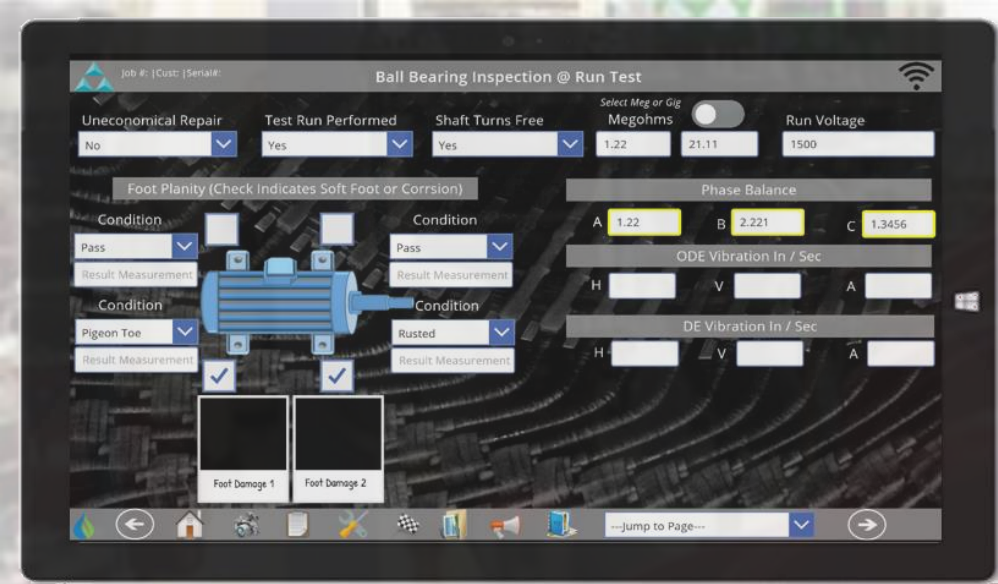 Job #: |Cust: |Serial#:
Ball Bearing Inspection @ Run Test
Uneconomical Repair
Test Run Performed
Shaft Turns Free
Select Meg or Gig
Megohms
Run Voltage
No
Yes
Yes
1.22
21.11
1500
Foot Planity (Check Indicates Soft Foot or Corrsion)
Condition
Condition
Pass
Pass
Result Measurement
Result Measurement
Condition
Condition
Pigeon Toe
Rusted
Result Measurement
Result Measurement
Foot Damage 1
Foot Damage 2
Phase Balance
A 1.22 B 2.221 C 1.3456
ODE Vibration In / Sec
H V A
DE Vibration In / Sec
H V A
---Jump to Page---